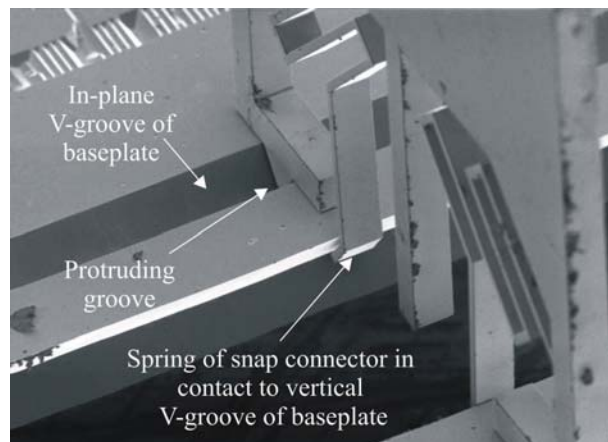 In-plane
V-groove of
baseplate
Protruding
groove
Spring of snap connector in
contact to vertical
V-groove of baseplate